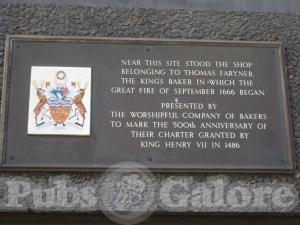 NEAR THIS SITE STOOD THE SHOP
BELONGING TO THOMAS FARYNER,
THE KING'S BAKER IN WHICH THE
GREAT FIRE OF SEPTEMBER 1666 BEGAN
PRESENTED BY
THE WORSHIPFUL COMPANY OF BAKERS
TO MARK THE 500TH ANNIVERSARY OF
THEIR CHARTER GRANTED BY
KING HENRY VII IN 1486
Pubs Galore